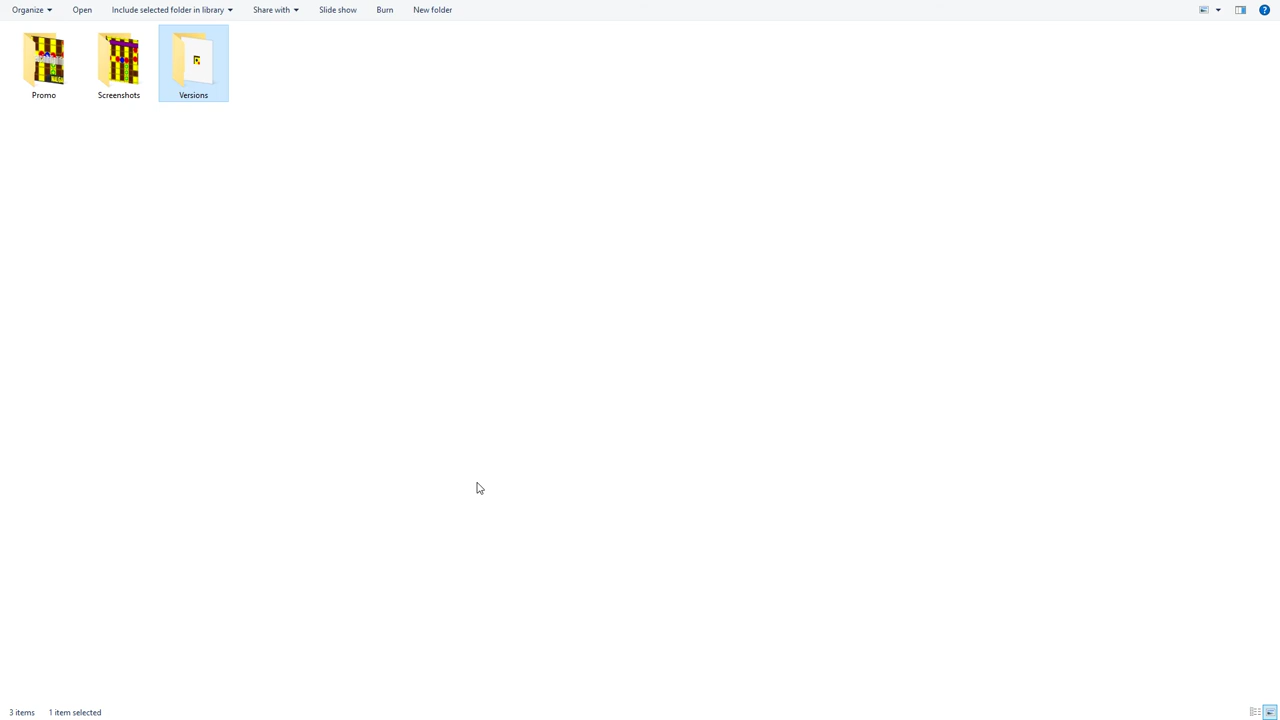 Organize Open Include selected folder in library Share with Slide show Burn New folder
Promo Screenshots Versions
3 items 1 item selected